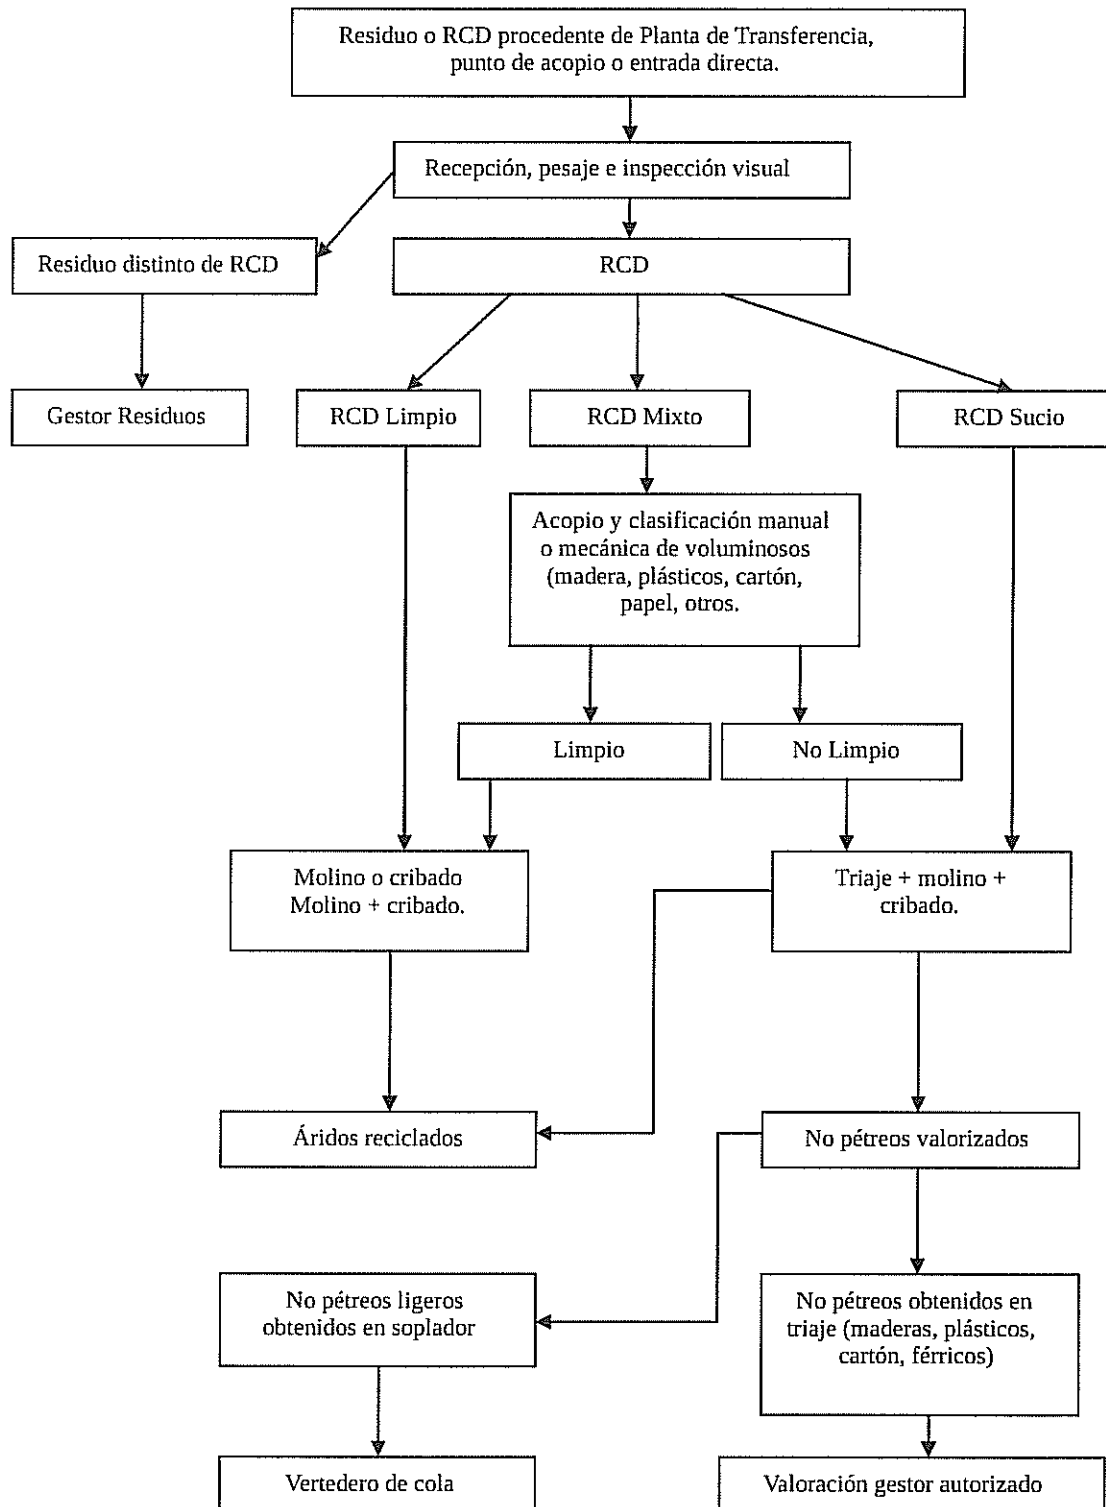 Residuo o RCD procedente de Planta de Transferencia,
punto de acopio o entrada directa.
Recepción, pesaje e inspección visual
Residuo distinto de RCD
RCD
Gestor Residuos
RCD Limpio
RCD Mixto
RCD Sucio
Acopio y clasificación manual
o mecánica de voluminosos
(madera, plásticos, cartón,
papel, otros.
Limpio
No Limpio
Molino o cribado
Molino + cribado.
Triaje + molino +
cribado.
Áridos reciclados
No pétreos valorizados
No pétreos ligeros
obtenidos en soplador
No pétreos obtenidos en
triaje (maderas, plásticos,
cartón, férricos)
Vertedero de cola
Valoración gestor autorizado